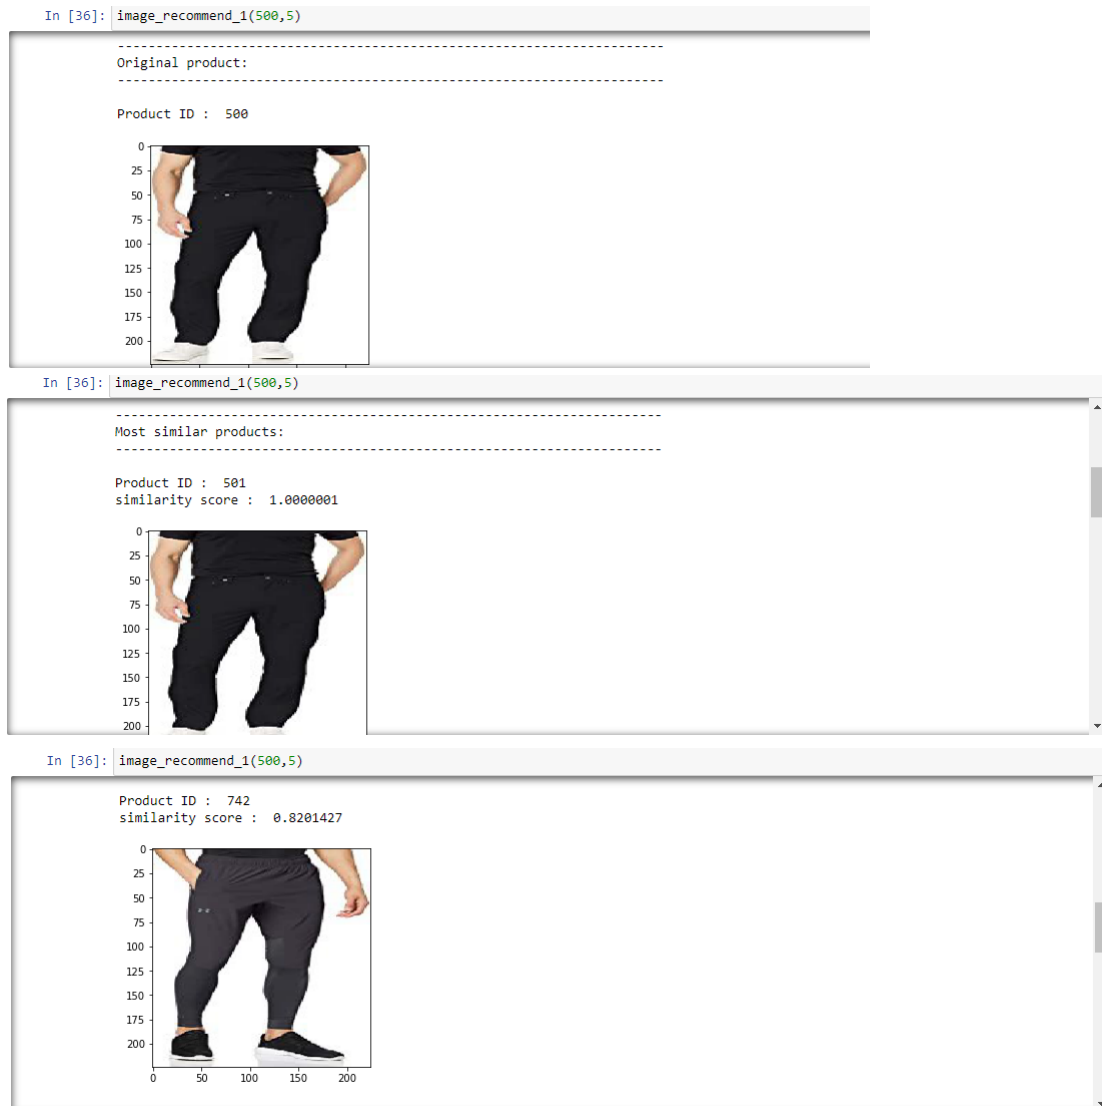 In [36]: image_recommend_1(500,5)
----------------------------------------------------------------------
Original product:
----------------------------------------------------------------------
Product ID :  500
0
25
50
75
100
125
150
175
200
In [36]: image_recommend_1(500,5)
----------------------------------------------------------------------
Most similar products:
----------------------------------------------------------------------
Product ID :  501
similarity score :  1.0000001
0
25
50
75
100
125
150
175
200
In [36]: image_recommend_1(500,5)
Product ID :  742
similarity score :  0.8201427
0
25
50
75
100
125
150
175
200
0 50 100 150 200